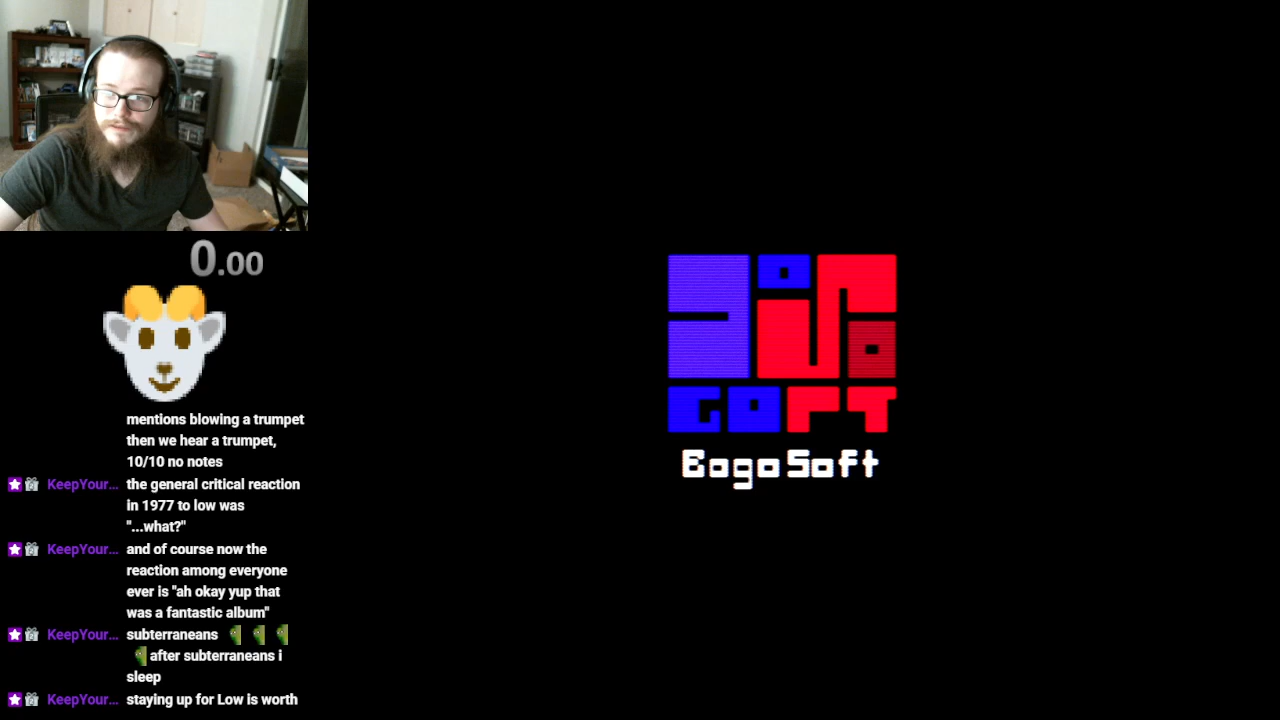 0.00
mentions blowing a trumpet
then we hear a trumpet,
10/10 no notes
KeepYour... the general critical reaction
in 1977 to low was
"...what?"
KeepYour... and of course now the
reaction among everyone
ever is "ah okay yup that
was a fantastic album"
KeepYour... subterraneans
after subterraneans i
sleep
KeepYour... staying up for Low is worth
BogoSoft